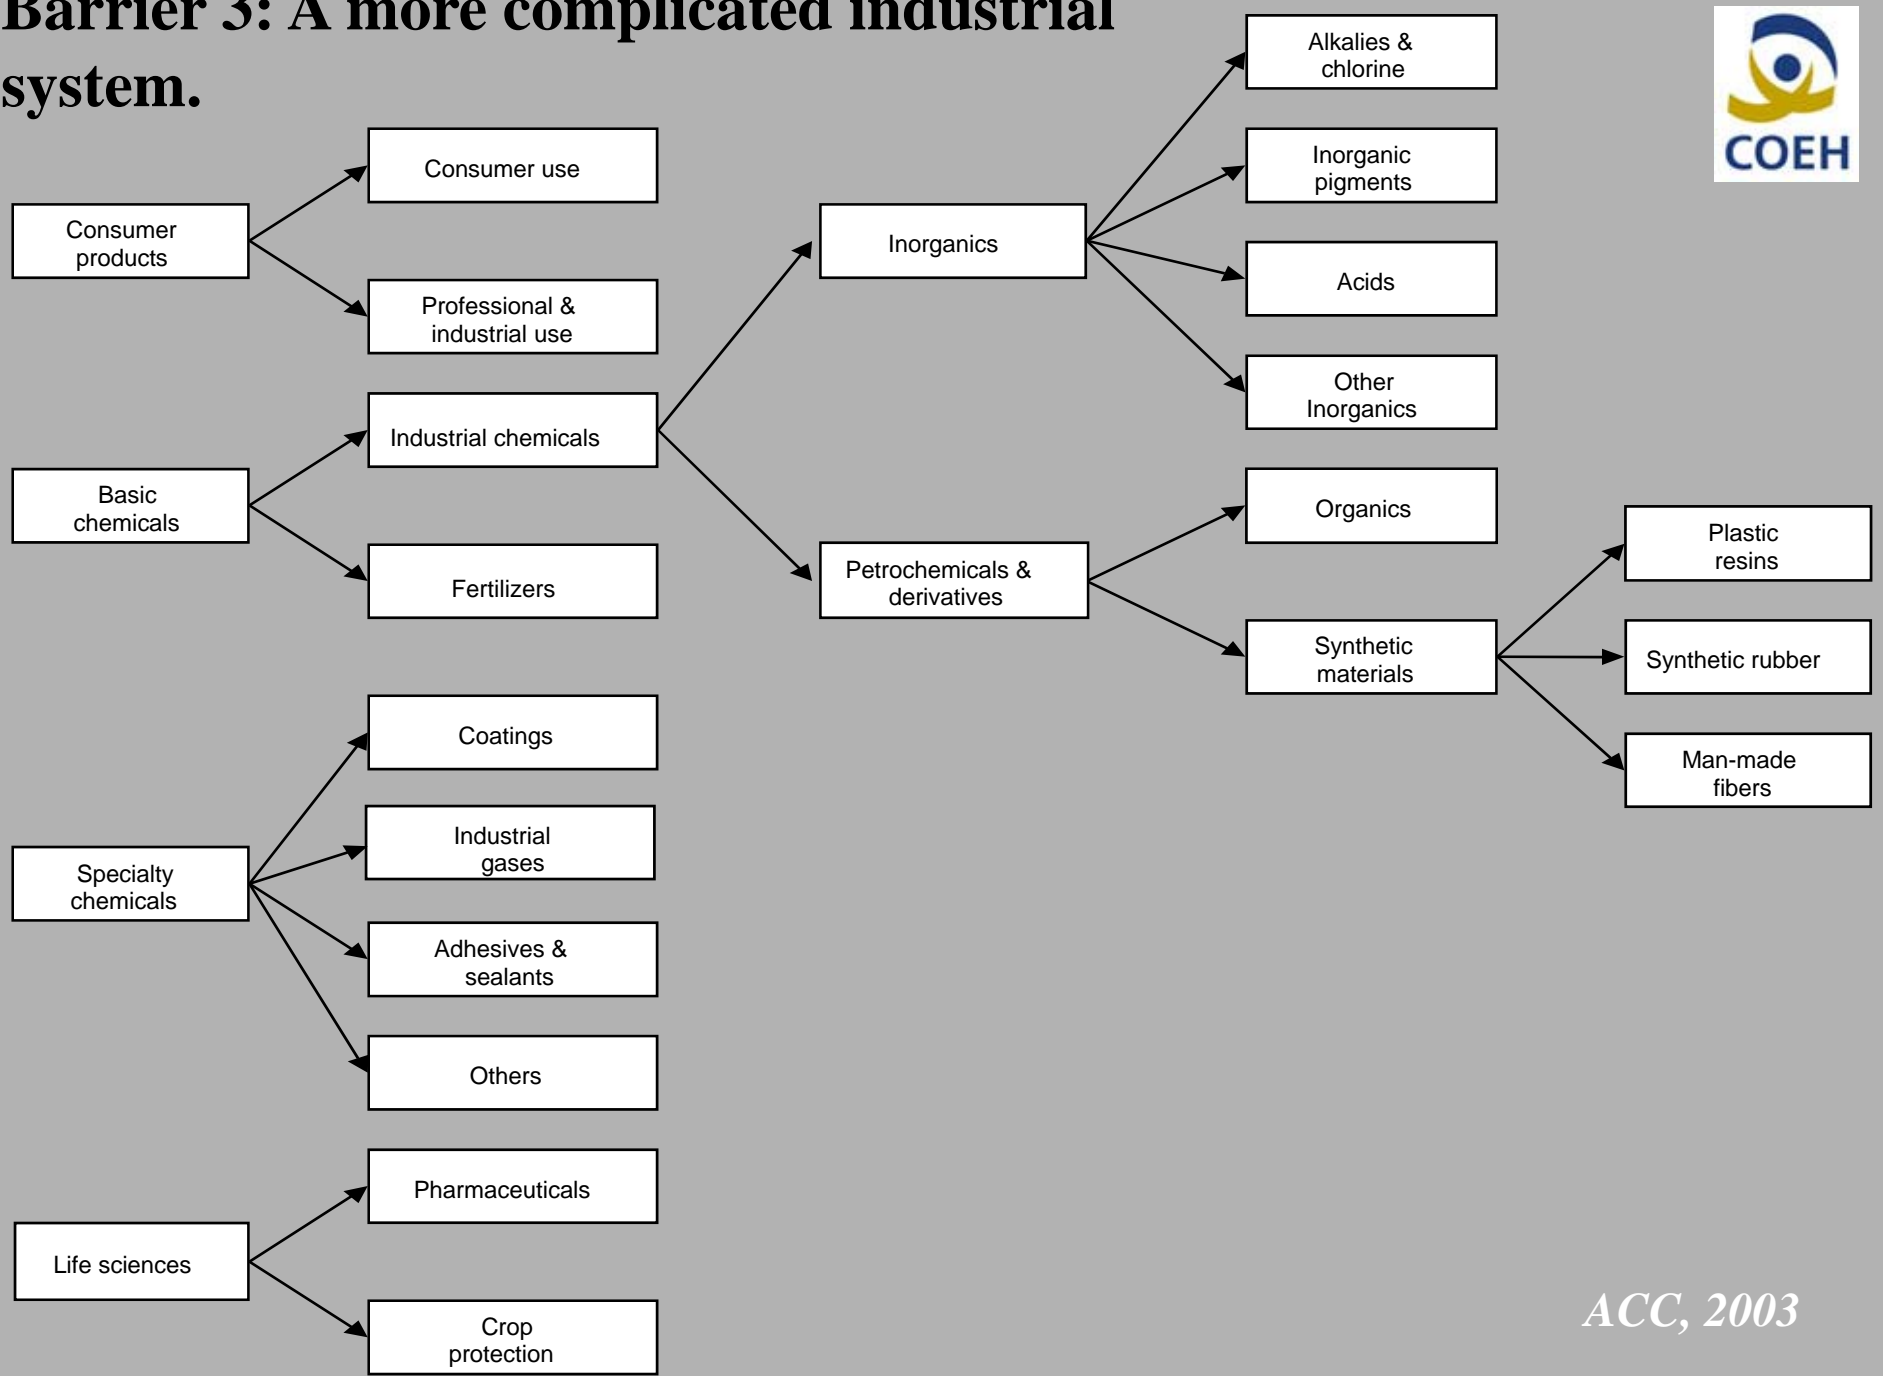 Barrier 3: A more complicated industrial
system.
COEH
Consumer
products
Consumer use
Professional &
industrial use
Basic
chemicals
Industrial chemicals
Fertilizers
Inorganics
Alkalies &
chlorine
Inorganic
pigments
Acids
Other
Inorganics
Petrochemicals &
derivatives
Organics
Synthetic
materials
Plastic
resins
Synthetic rubber
Man-made
fibers
Specialty
chemicals
Coatings
Industrial
gases
Adhesives &
sealants
Others
Life sciences
Pharmaceuticals
Crop
protection
ACC, 2003